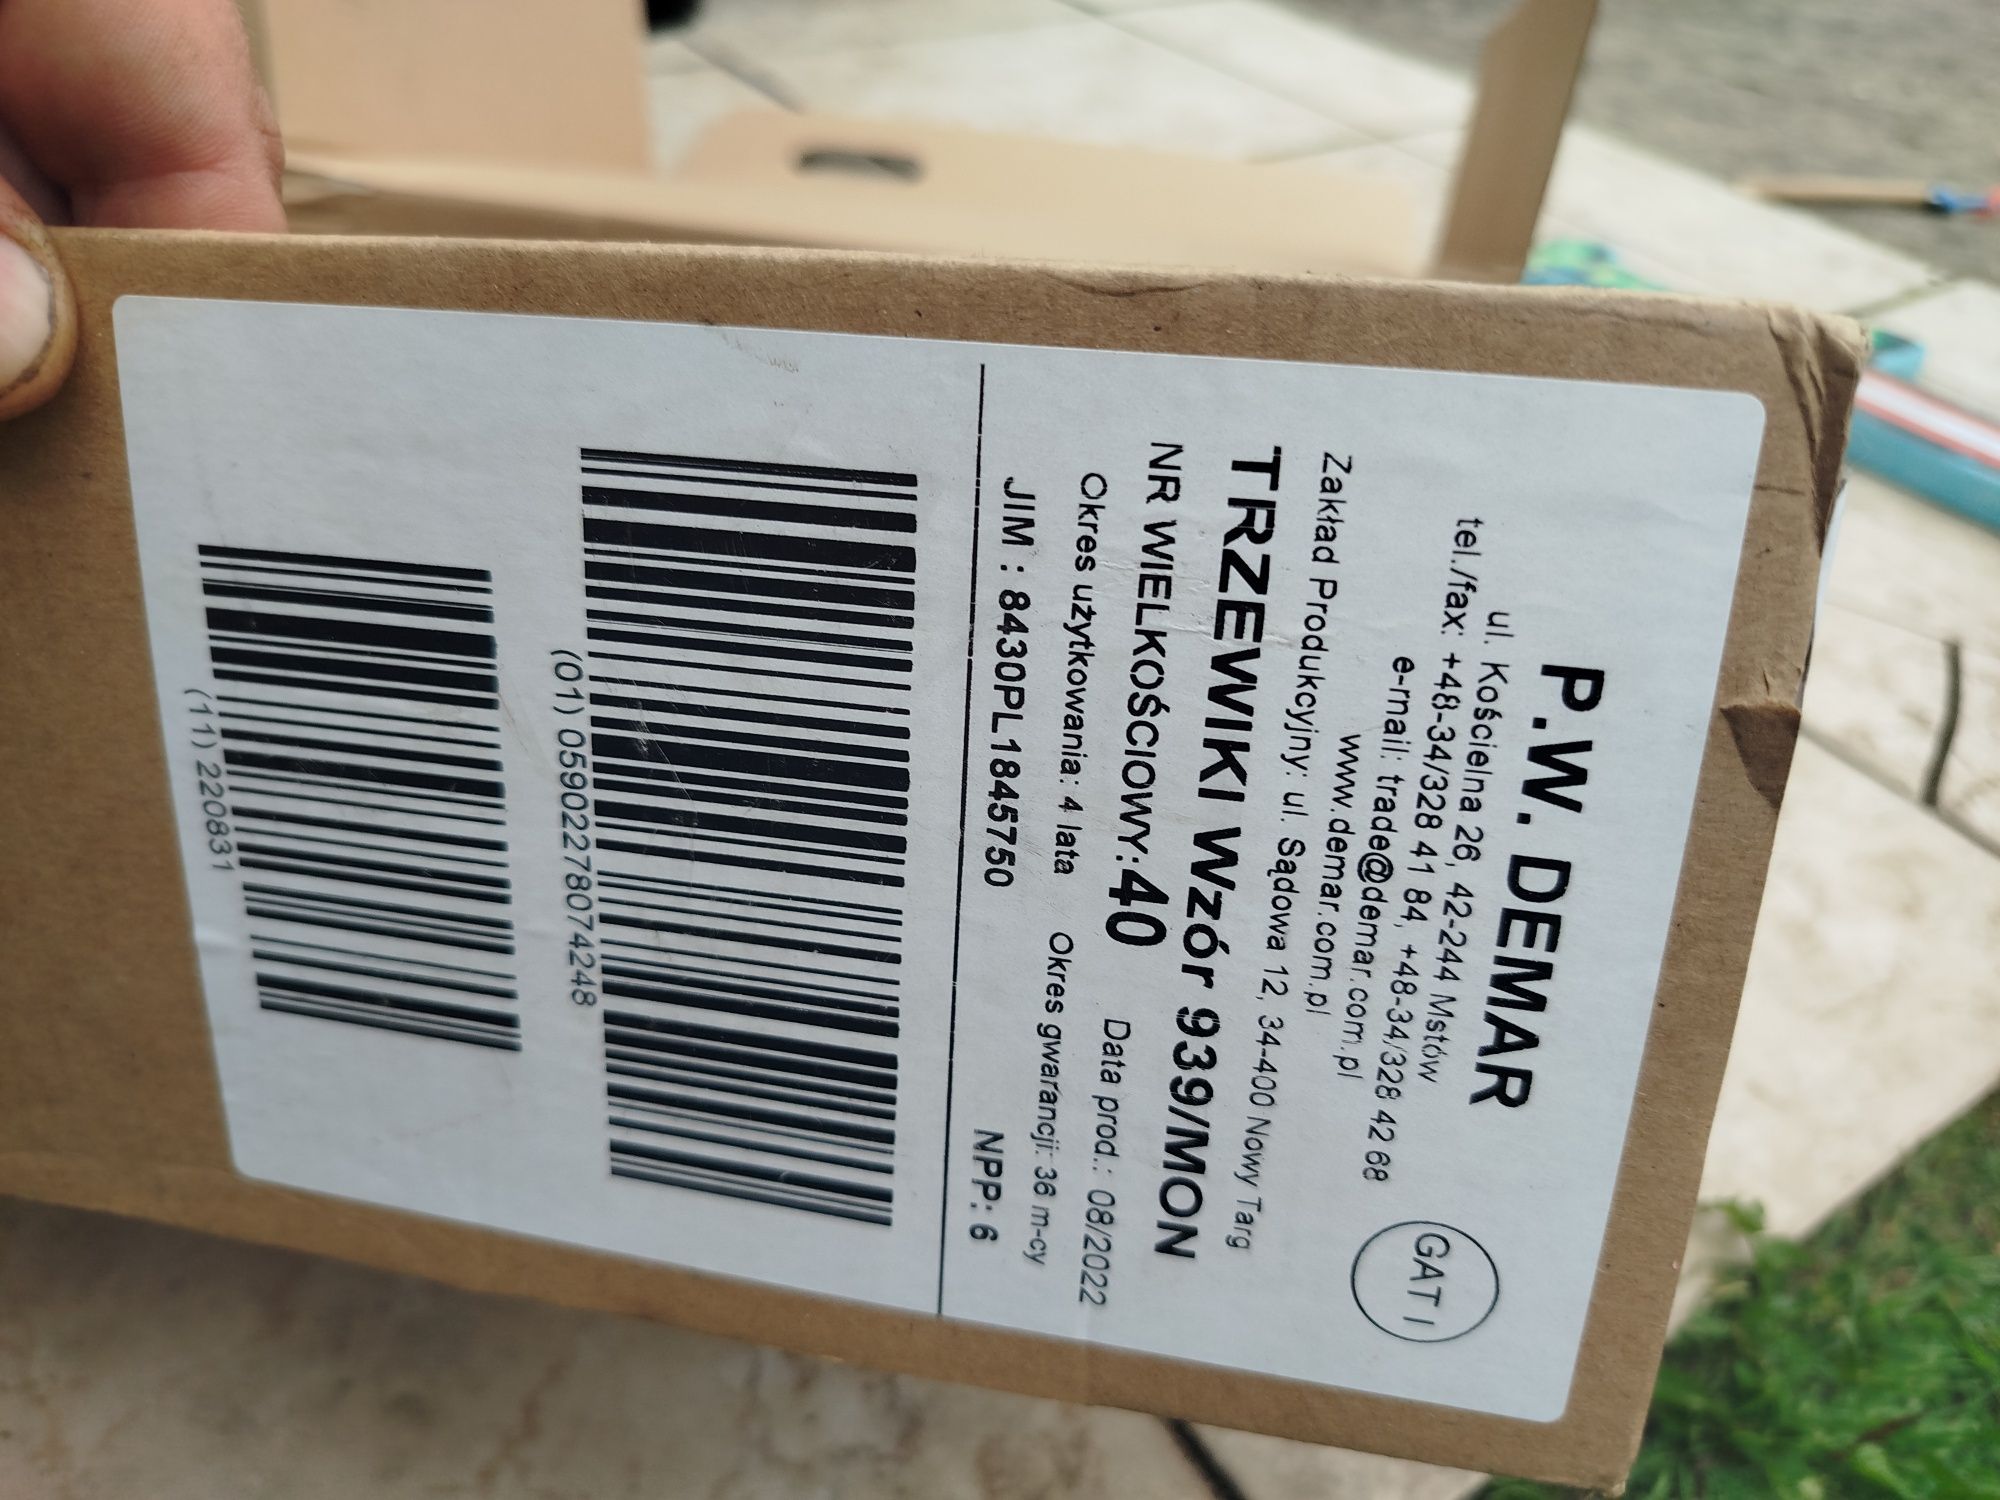 P.W. DEMAR
ul. Kościelna 26, 42-244 Mstów
tel./fax: +48-34/328 41 84, +48-34/328 42 68
e-mail: trade@demar.com.pl
www.demar.com.pl
GAT I
Zakład Produkcyjny: ul. Sądowa 12, 34-400 Nowy Targ
TRZEWIKI Wzór 939/MON
NR WIELKOŚCIOWY: 40 Data prod.: 08/2022
Okres użytkowania: 4 lata Okres gwarancji: 36 m-cy
JIM : 8430PL1845750 NPP: 6
(01) 05902278074248
(11) 220831